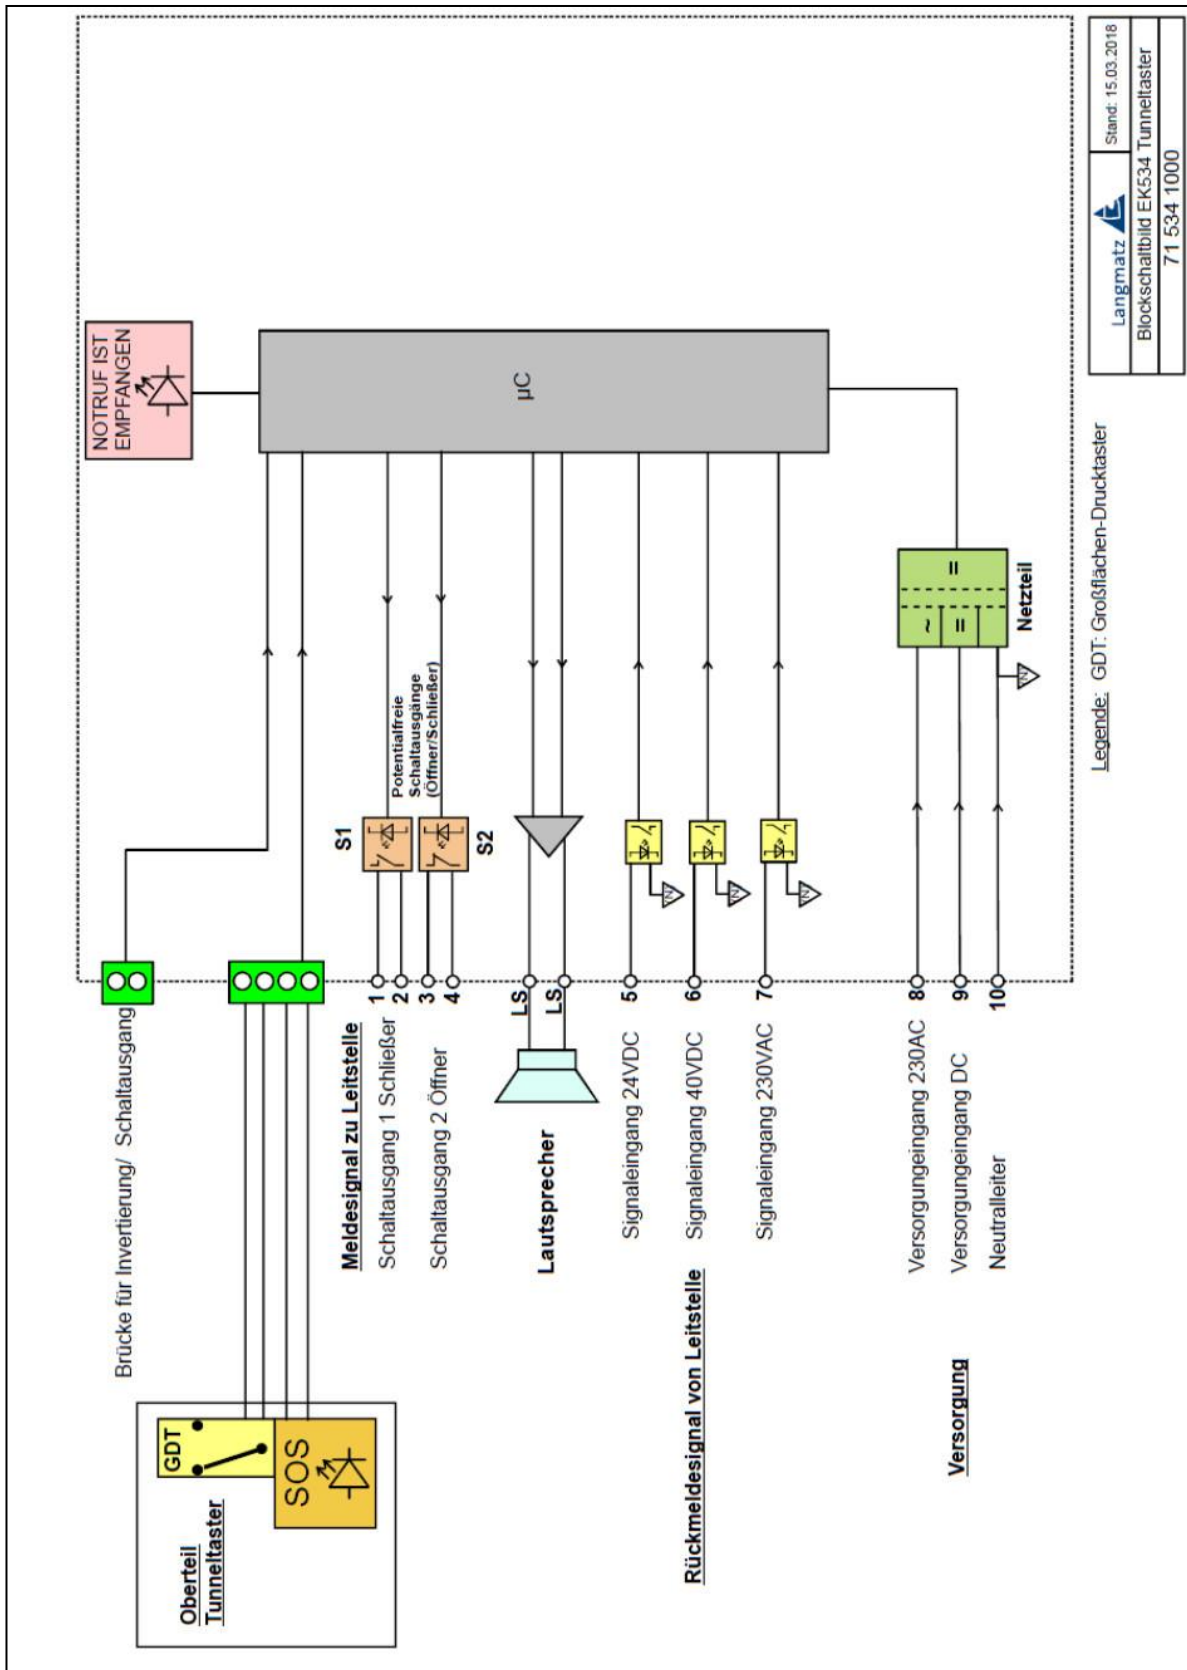 Brücke für Invertierung/ Schaltausgang
NOTRUF IST
EMPFANGEN
GDT
SOS
Oberteil
Tunneltaster
Meldesignal zu Leitstelle
Schaltausgang 1 Schließer
Schaltausgang 2 Öffner
1
2
3
4
S1
S2
Potentialfreie
Schaltausgänge
(Öffner/Schließer)
µC
Lautsprecher
LS
LS
Rückmeldesignal von Leitstelle
Signaleingang 24VDC
Signaleingang 40VDC
Signaleingang 230VAC
5
6
7
N
N
N
Versorgung
Versorgungeingang 230AC
Versorgungeingang DC
Neutralleiter
8
9
10
~
=
=
N
Netzteil
Legende: GDT: Großflächen-Drucktaster
Langmatz
Stand: 15.03.2018
Blockschaltbild EK534 Tunneltaster
71 534 1000